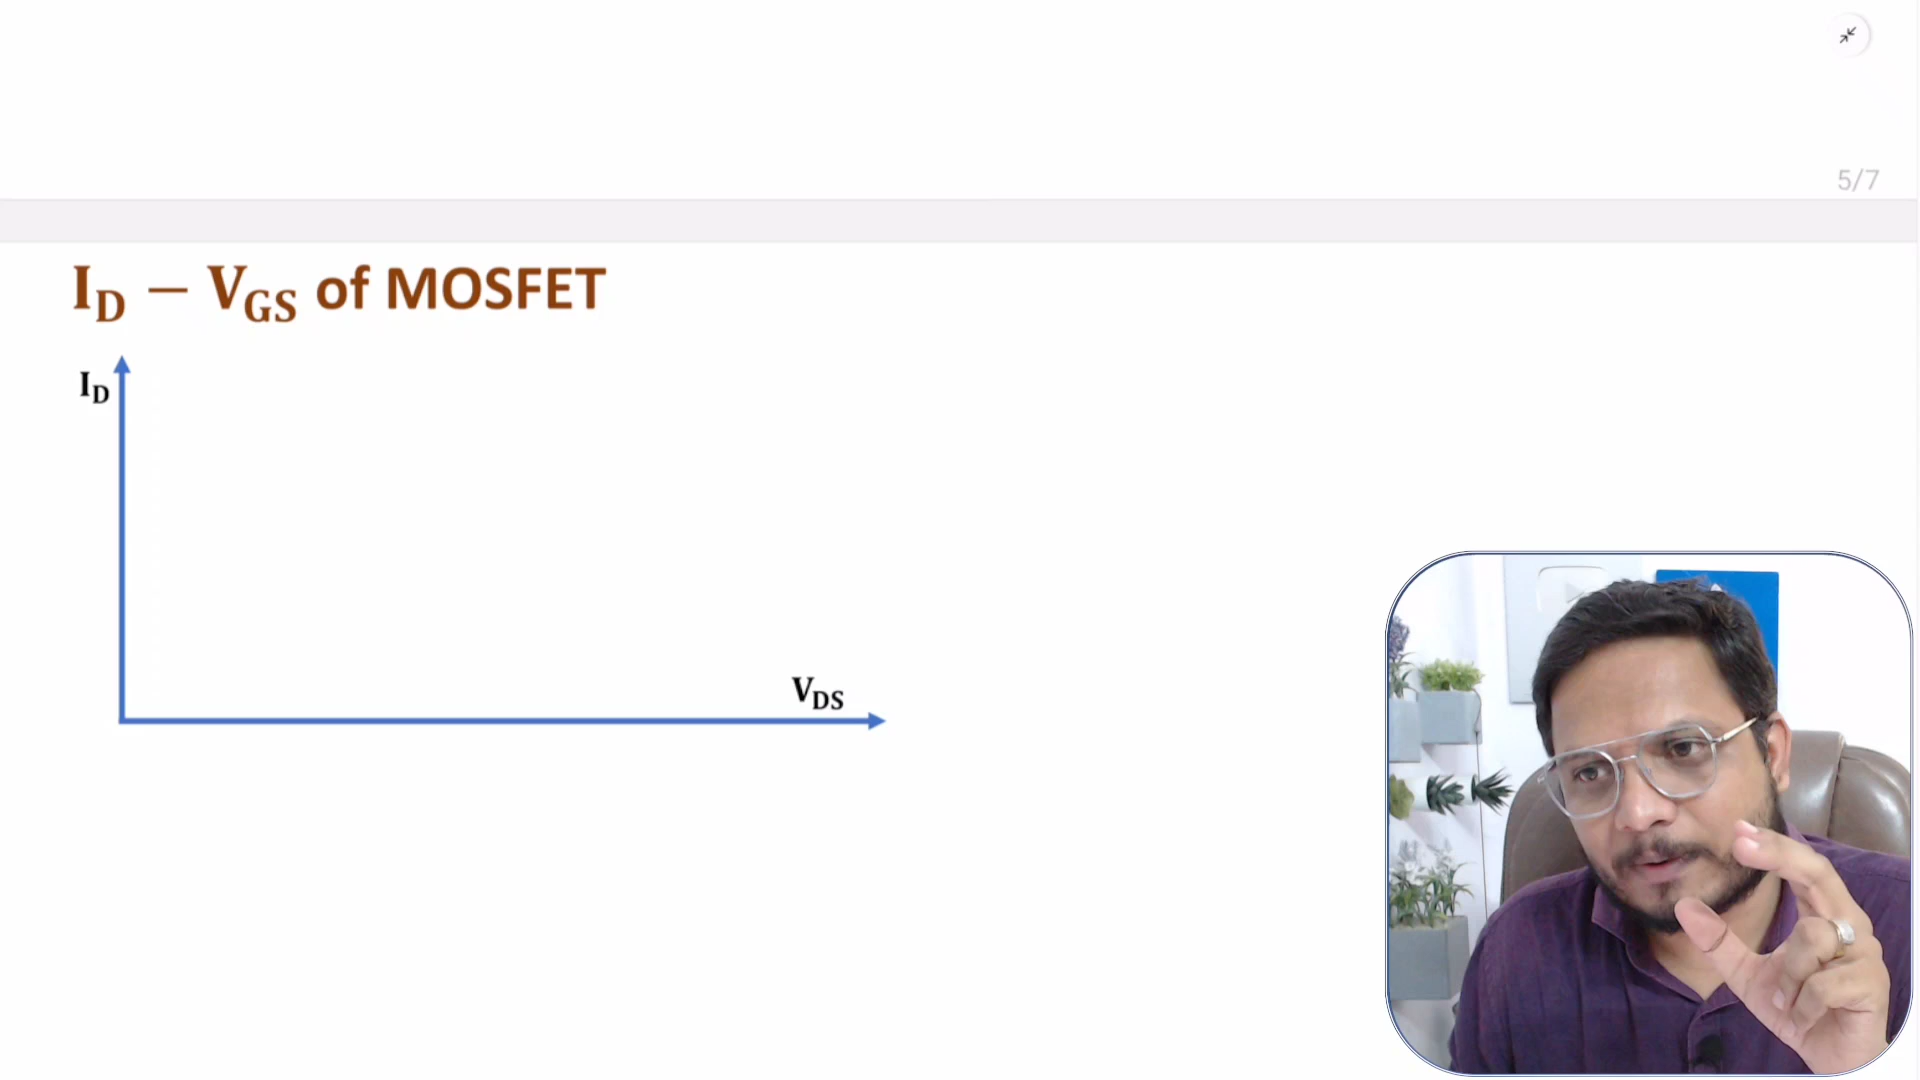 5/7
I_D − V_GS of MOSFET
I_D
V_DS